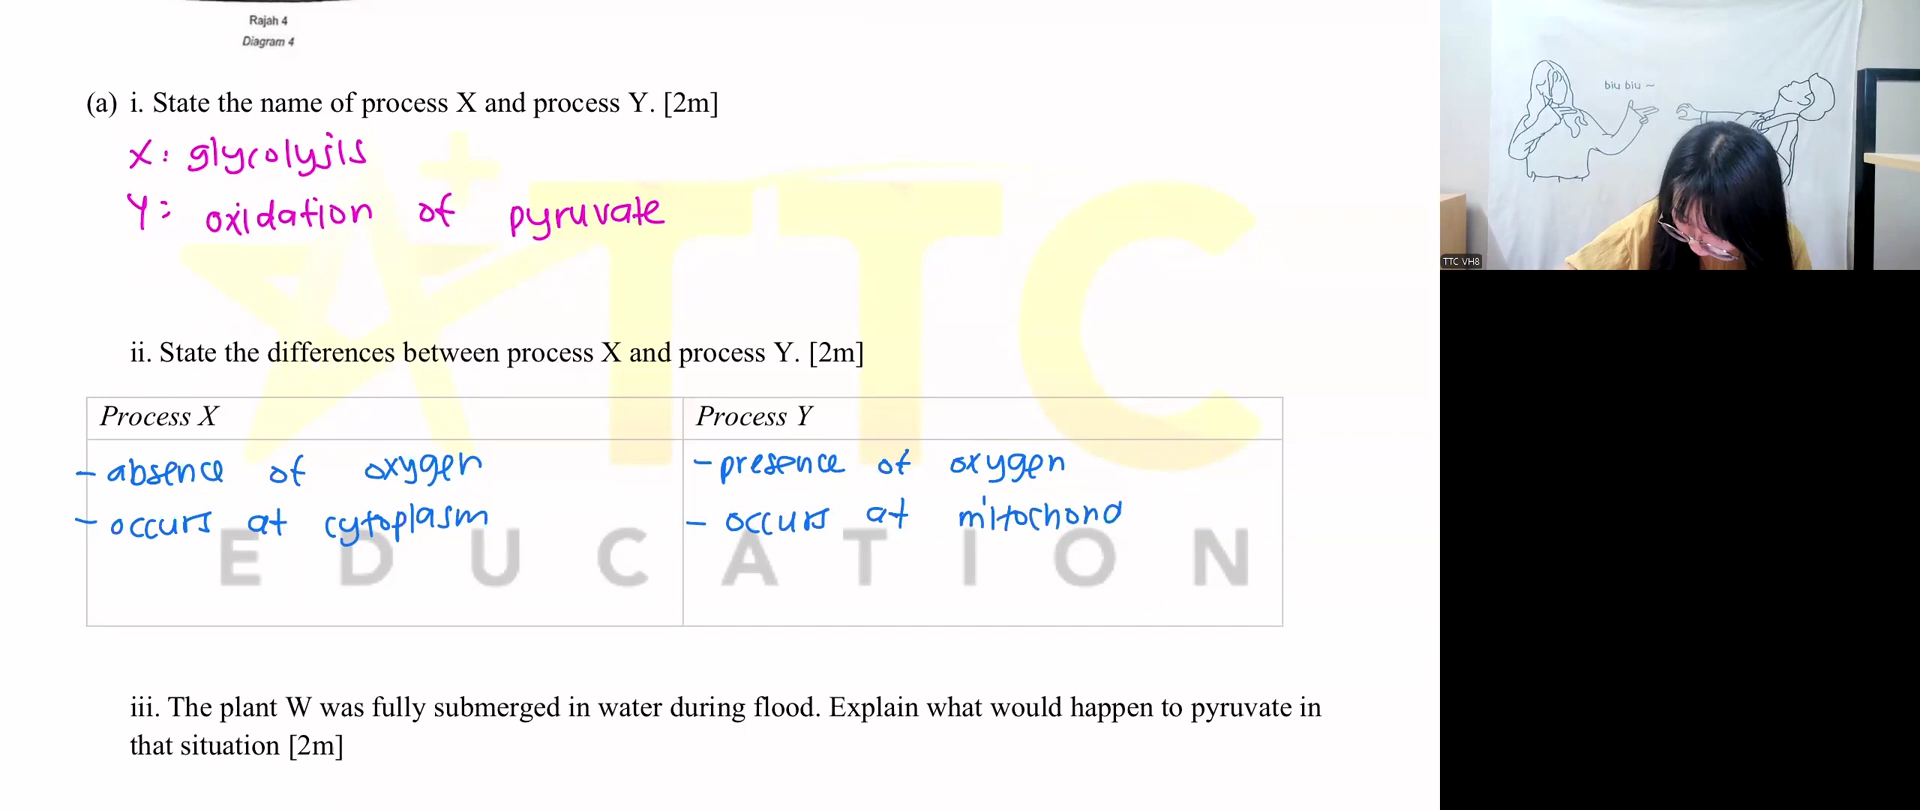 Rajah 4
Diagram 4
(a) i. State the name of process X and process Y. [2m]
X: glycolysis
Y: oxidation of pyruvate
ii. State the differences between process X and process Y. [2m]
Process X
Process Y
- absence of oxygen
- presence of oxygen
- occurs at cytoplasm
- occurs at mitochond
iii. The plant W was fully submerged in water during flood. Explain what would happen to pyruvate in
that situation [2m]
TTC
EDUCATION
biu biu ~
TTC VH8